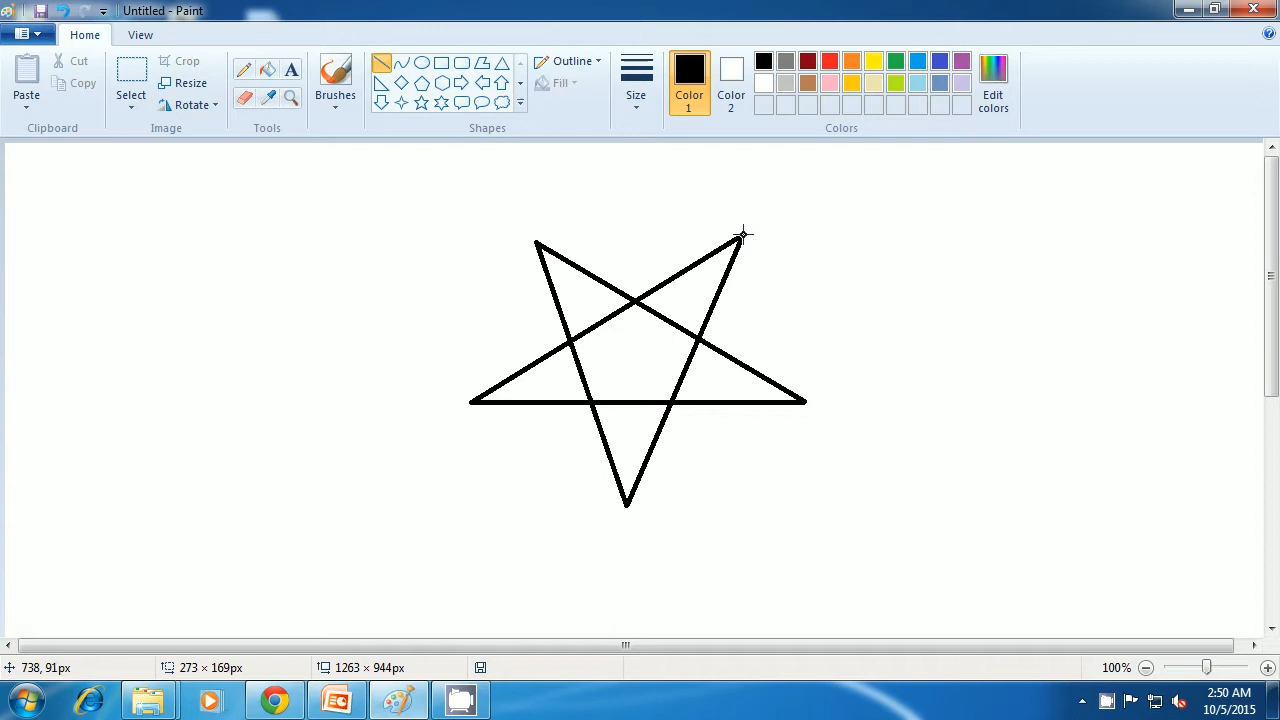 Untitled - Paint
Home View
Paste
Cut
Copy
Clipboard
Select
Crop
Resize
Rotate
Image
A
Tools
Brushes
Outline
Fill
Shapes
Size
Color 1
Color 2
Edit colors
Colors
738, 91px 273 × 169px 1263 × 944px 100%
2:50 AM
10/5/2015